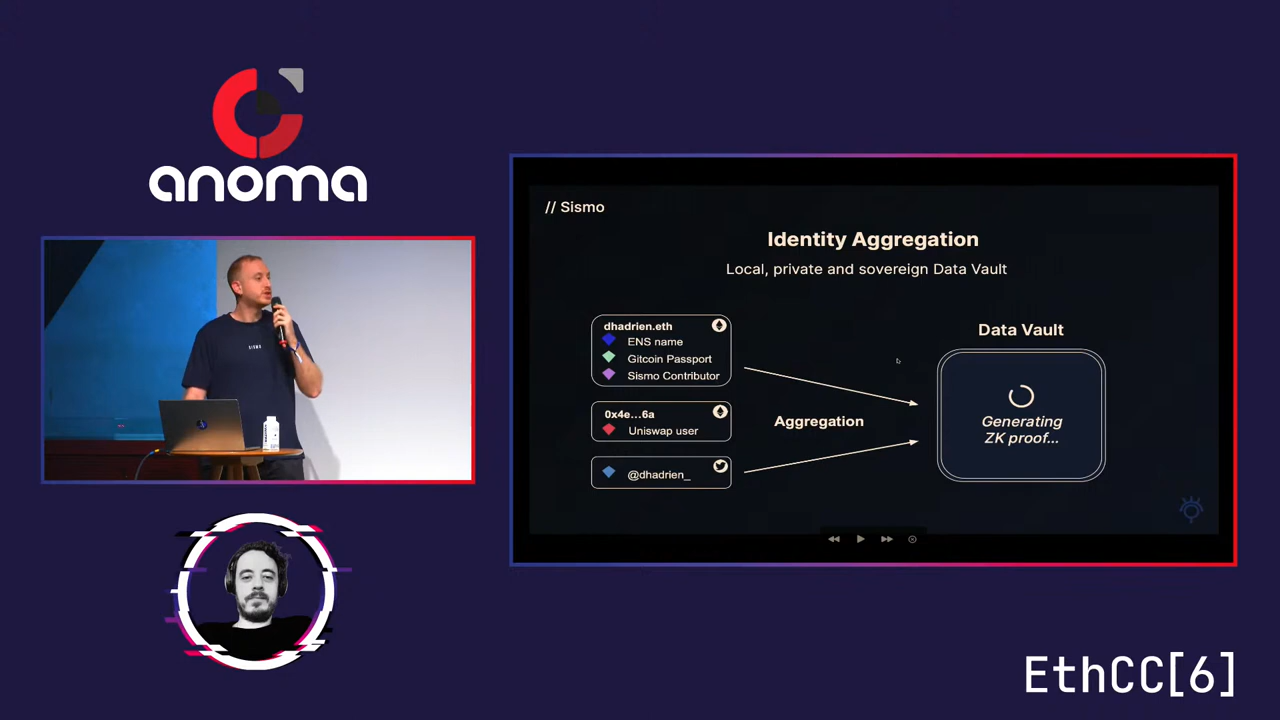 anoma
SISMO
// Sismo
Identity Aggregation
Local, private and sovereign Data Vault
dhadrien.eth
ENS name
Gitcoin Passport
Sismo Contributor
0x4e...6a
Uniswap user
@dhadrien_
Aggregation
Data Vault
Generating
ZK proof...
EthCC[6]